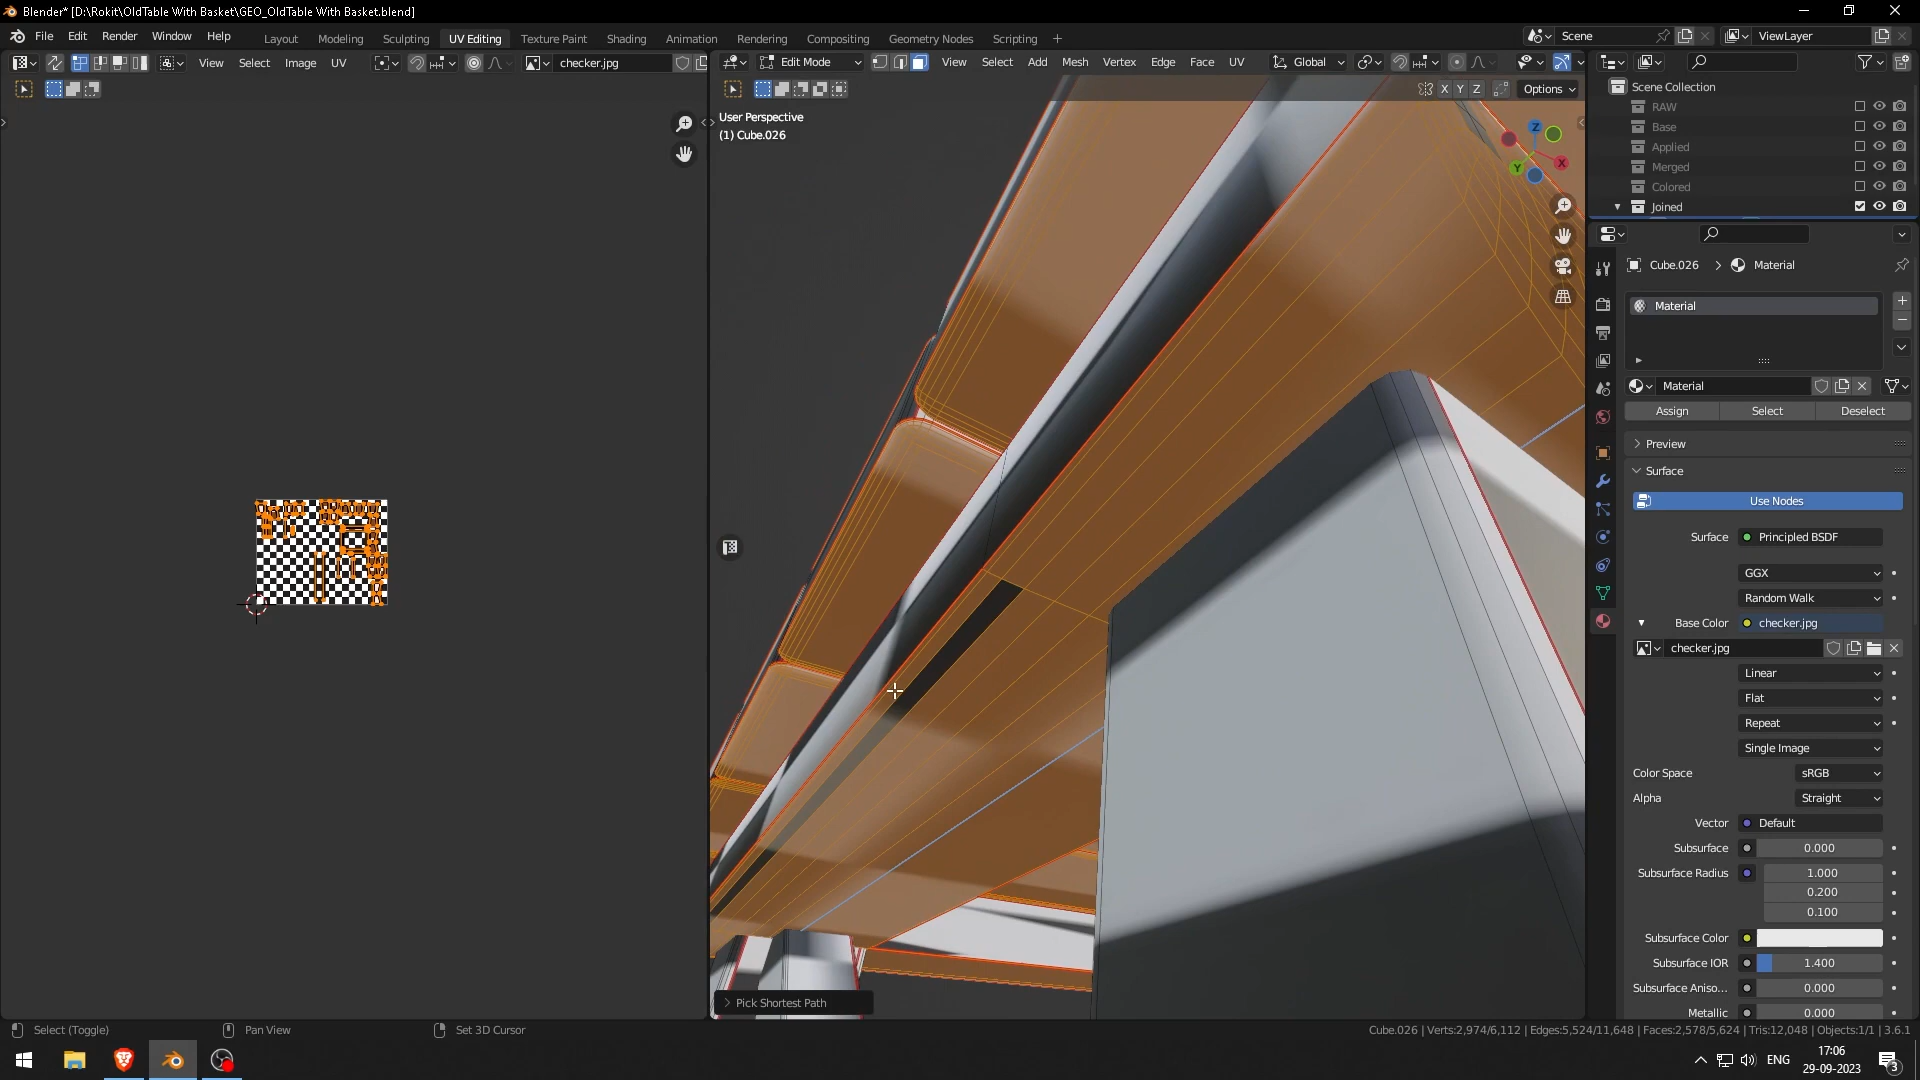 Blender* [D:\Rokit\OldTable With Basket\GEO_OldTable With Basket.blend]
File Edit Render Window Help
Layout Modeling Sculpting UV Editing Texture Paint Shading Animation Rendering Compositing Geometry Nodes Scripting +
Scene
ViewLayer
View Select Image UV
checker.jpg
Edit Mode
View Select Add Mesh Vertex Edge Face UV
Global
X Y Z
Options
User Perspective
(1) Cube.026
Z
X
Y
Scene Collection
RAW
Base
Applied
Merged
Colored
Joined
Cube.026 > Material
Material
Material
Assign Select Deselect
Preview
Surface
Use Nodes
Surface Principled BSDF
GGX
Random Walk
Base Color checker.jpg
checker.jpg
Linear
Flat
Repeat
Single Image
Color Space sRGB
Alpha Straight
Vector Default
Subsurface 0.000
Subsurface Radius 1.000
0.200
0.100
Subsurface Color
Subsurface IOR 1.400
Subsurface Aniso... 0.000
Metallic 0.000
Pick Shortest Path
Select (Toggle)
Pan View
Set 3D Cursor
Cube.026 | Verts:2,974/6,112 | Edges:5,524/11,648 | Faces:2,578/5,624 | Tris:12,048 | Objects:1/1 | 3.6.1
ENG
17:06
29-09-2023
3